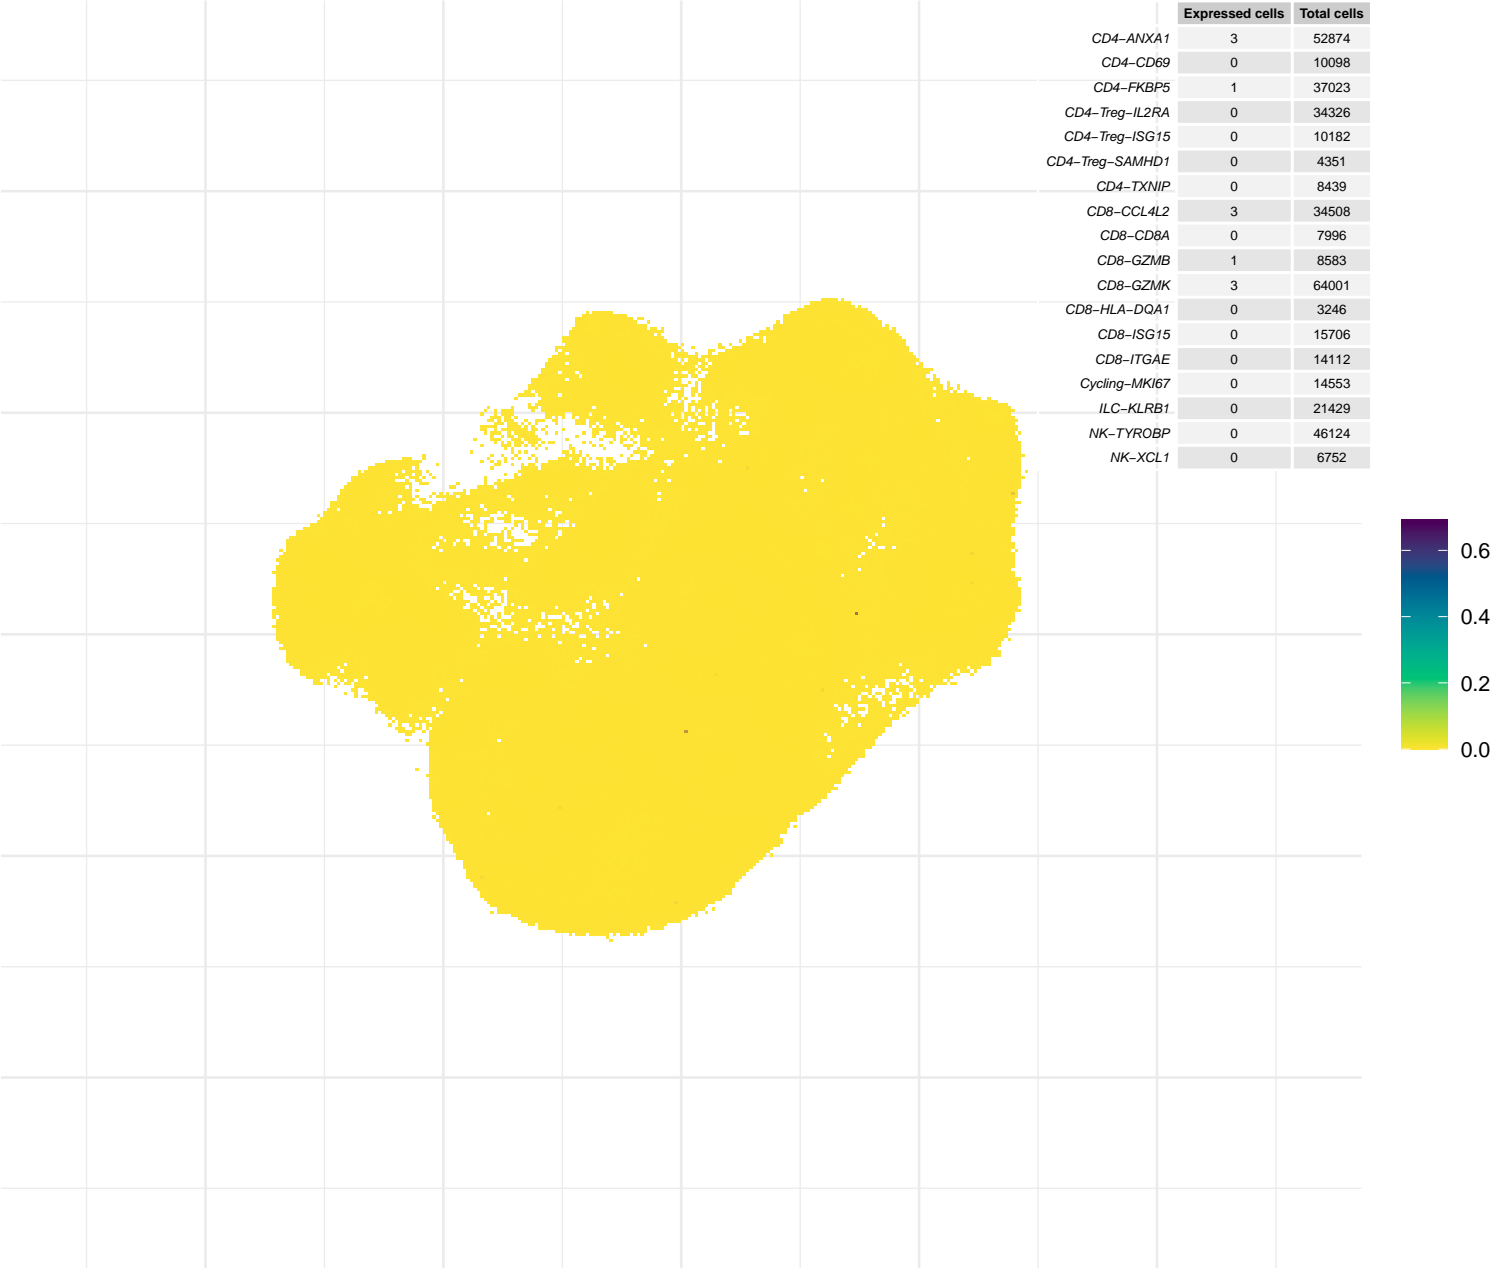 Expressed cells Total cells
CD4−ANXA1 3 52874
CD4−CD69 0 10098
CD4−FKBP5 1 37023
CD4−Treg−IL2RA 0 34326
CD4−Treg−ISG15 0 10182
CD4−Treg−SAMHD1 0 4351
CD4−TXNIP 0 8439
CD8−CCL4L2 3 34508
CD8−CD8A 0 7996
CD8−GZMB 1 8583
CD8−GZMK 3 64001
CD8−HLA−DQA1 0 3246
CD8−ISG15 0 15706
CD8−ITGAE 0 14112
Cycling−MKI67 0 14553
ILC−KLRB1 0 21429
NK−TYROBP 0 46124
NK−XCL1 0 6752
0.6
0.4
0.2
0.0